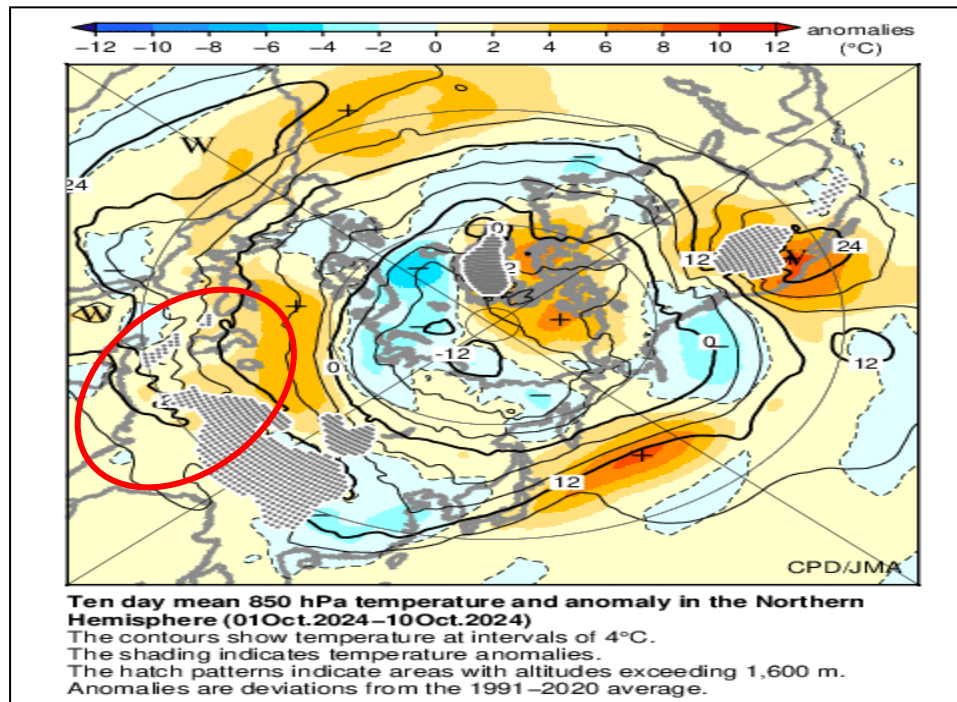 anomalies
−12 −10 −8 −6 −4 −2 0 2 4 6 8 10 12 (°C)
+
W
24
0
12
24
W
+
0
-12
0
12
12
CPD/JMA
Ten day mean 850 hPa temperature and anomaly in the Northern
Hemisphere (01Oct.2024−10Oct.2024)
The contours show temperature at intervals of 4°C.
The shading indicates temperature anomalies.
The hatch patterns indicate areas with altitudes exceeding 1,600 m.
Anomalies are deviations from the 1991−2020 average.